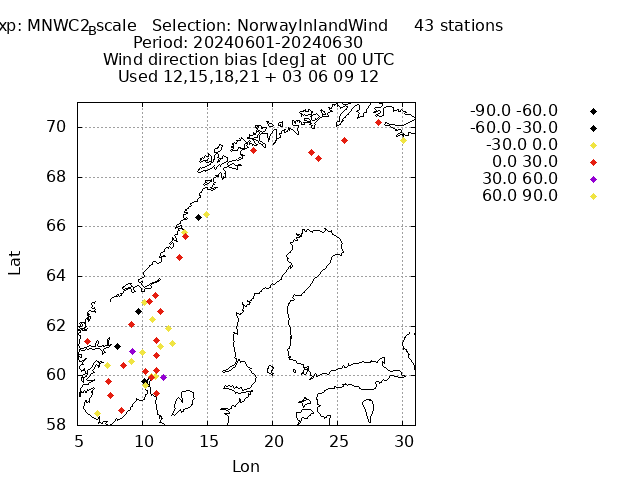 xp: MNWC2_Bscale Selection: NorwayInlandWind 43 stations
Period: 20240601-20240630
Wind direction bias [deg] at 00 UTC
Used 12,15,18,21 + 03 06 09 12
-90.0 -60.0
-60.0 -30.0
-30.0 0.0
0.0 30.0
30.0 60.0
60.0 90.0
70
68
66
64
62
60
58
Lat
5 10 15 20 25 30
Lon